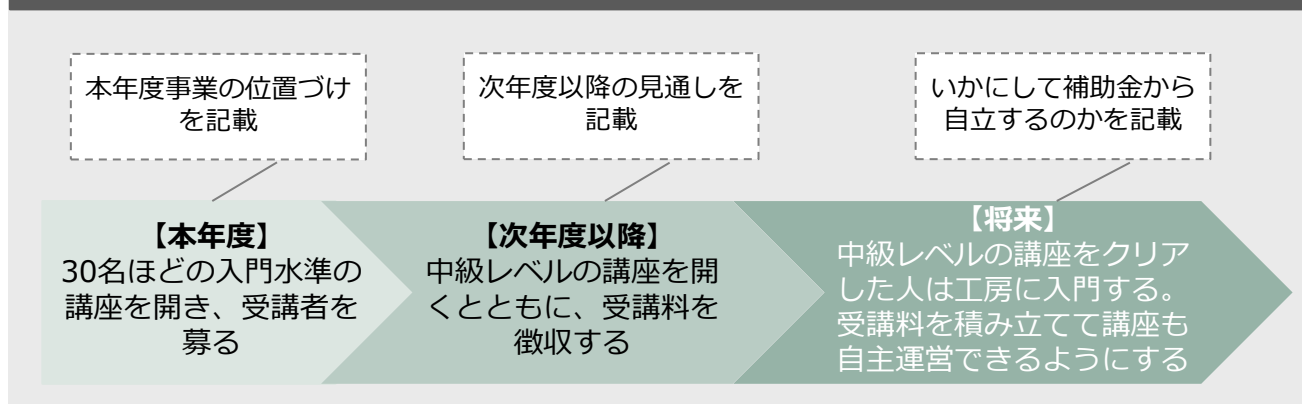 本年度事業の位置づけ
を記載
次年度以降の見通しを
記載
いかにして補助金から
自立するのかを記載
【本年度】
30名ほどの入門水準の
講座を開き、受講者を
募る
【次年度以降】
中級レベルの講座を開
くとともに、受講料を
徴収する
【将来】
中級レベルの講座をクリア
した人は工房に入門する。
受講料を積み立てて講座も
自主運営できるようにする